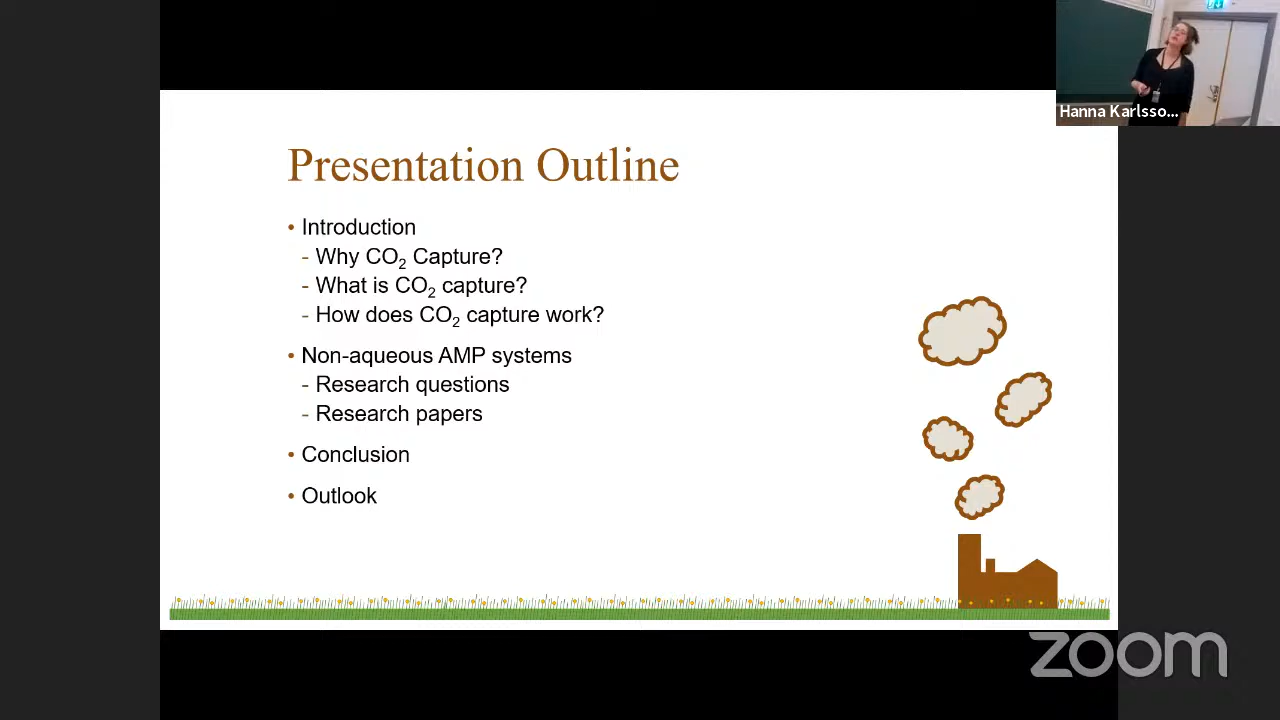 Hanna Karlsso...
Presentation Outline
• Introduction
- Why CO₂ Capture?
- What is CO₂ capture?
- How does CO₂ capture work?
• Non-aqueous AMP systems
- Research questions
- Research papers
• Conclusion
• Outlook
zoom